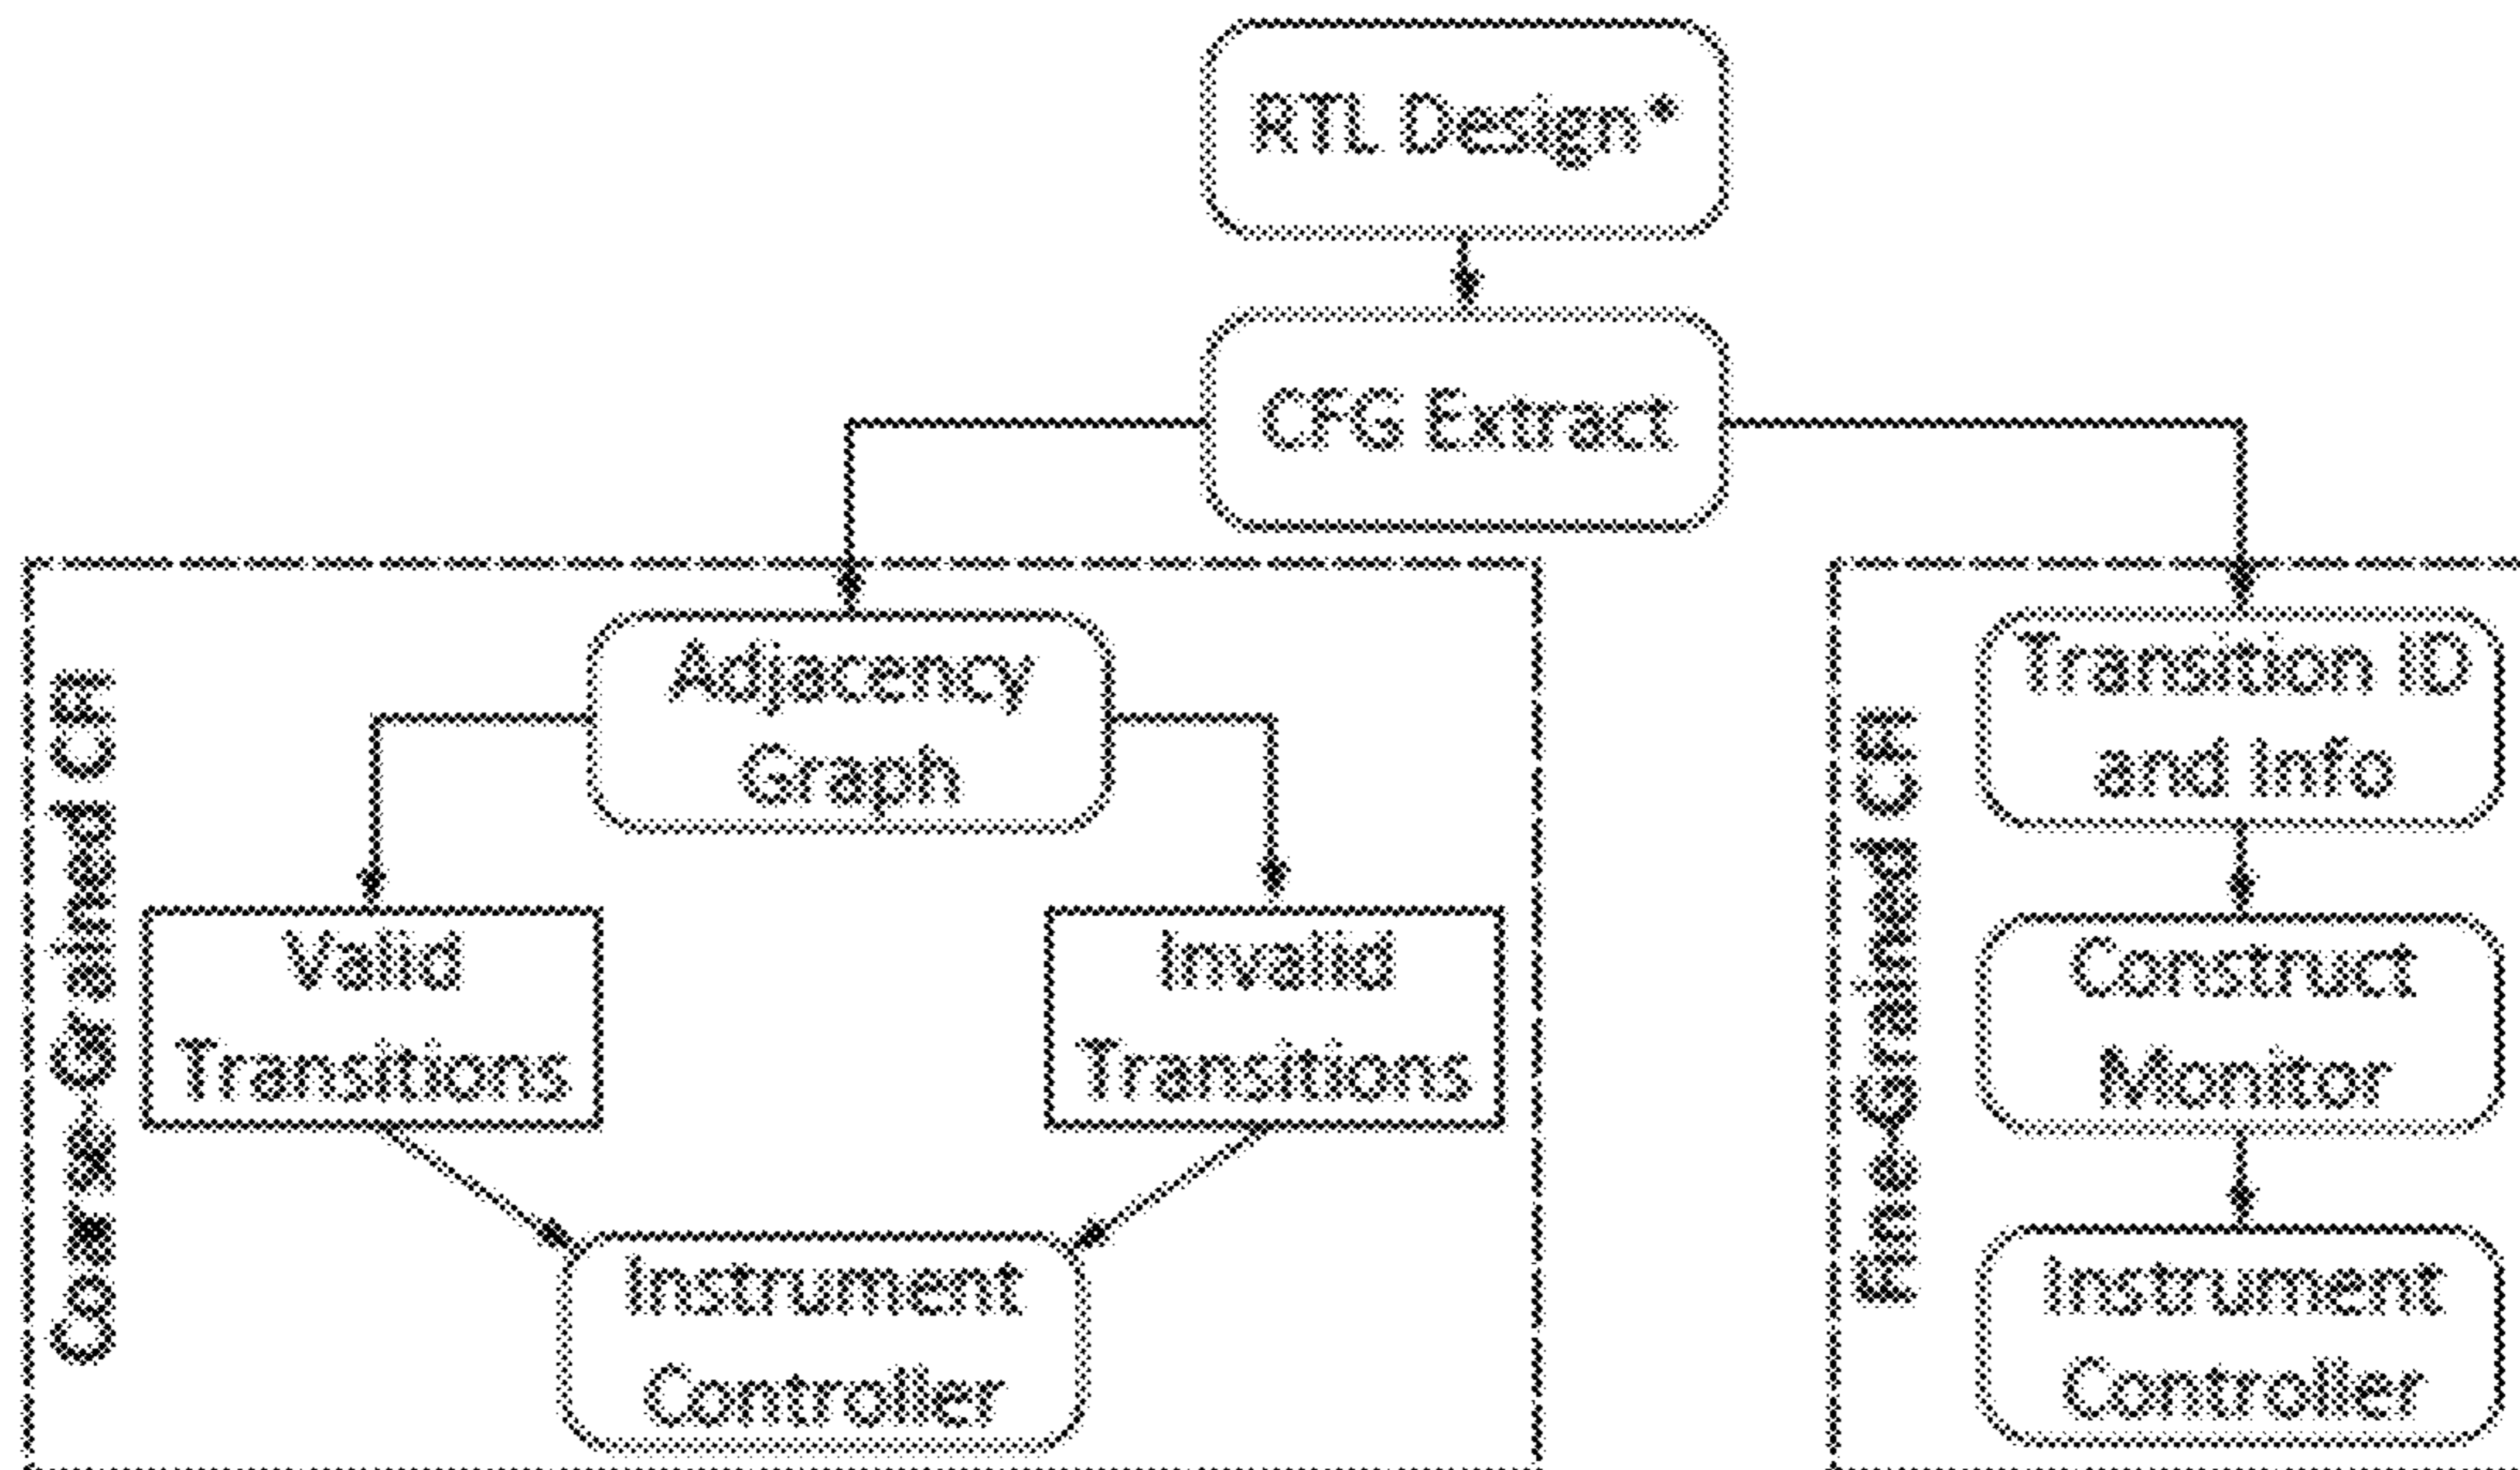 RTL Design*
CFG Extract
Coarse-Grained CFI
Adjacency
Graph
Valid
Transitions
Invalid
Transitions
Instrument
Controller
Fine-Grained CFI
Transition ID
and Info
Construct
Monitor
Instrument
Controller